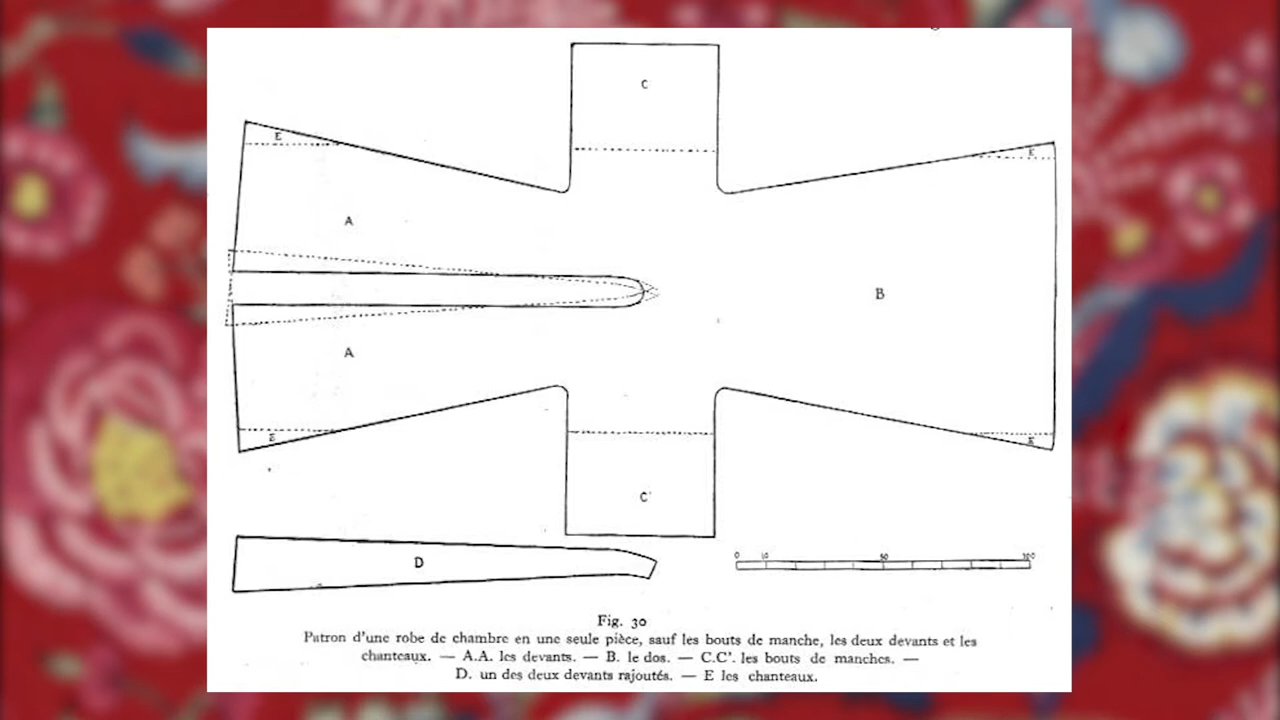 C
E
E
A
B
A
E
E
C'
D
0 10 50 100
Fig. 30
Patron d'une robe de chambre en une seule pièce, sauf les bouts de manche, les deux devants et les
chanteaux. — A.A. les devants. — B. le dos. — C.C'. les bouts de manches. —
D. un des deux devants rajoutés. — E les chanteaux.